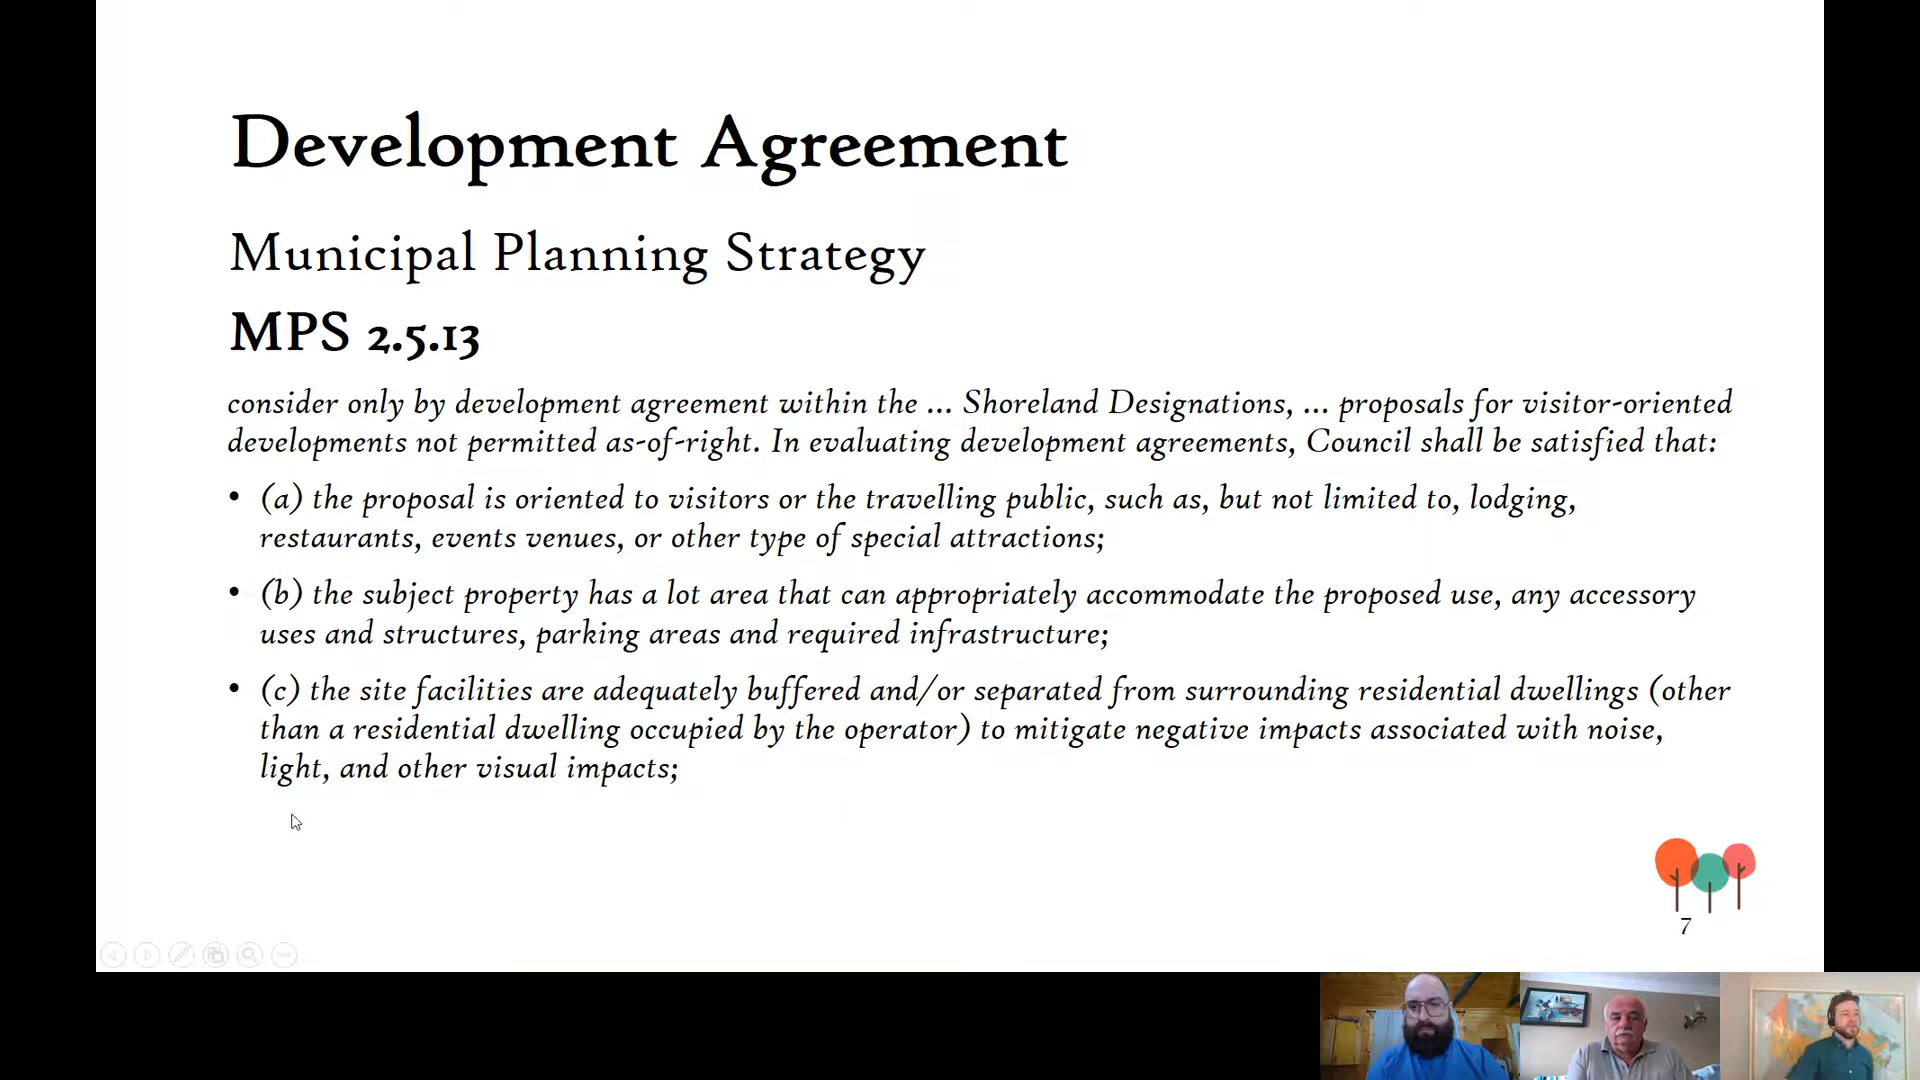 Development Agreement
Municipal Planning Strategy
MPS 2.5.13
consider only by development agreement within the ... Shoreland Designations, ... proposals for visitor-oriented
developments not permitted as-of-right. In evaluating development agreements, Council shall be satisfied that:
• (a) the proposal is oriented to visitors or the travelling public, such as, but not limited to, lodging,
restaurants, events venues, or other type of special attractions;
• (b) the subject property has a lot area that can appropriately accommodate the proposed use, any accessory
uses and structures, parking areas and required infrastructure;
• (c) the site facilities are adequately buffered and/or separated from surrounding residential dwellings (other
than a residential dwelling occupied by the operator) to mitigate negative impacts associated with noise,
light, and other visual impacts;
7